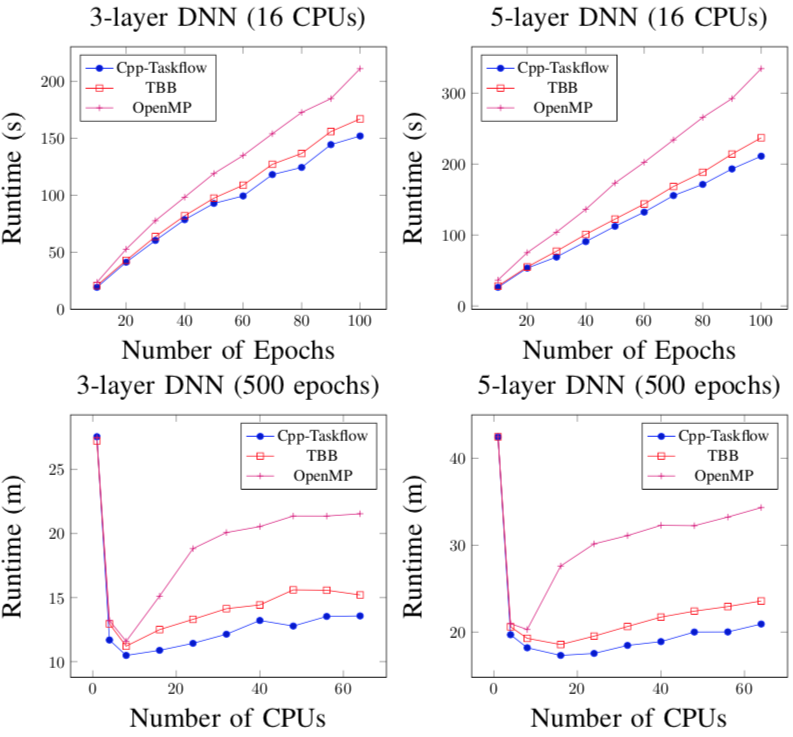 3-layer DNN (16 CPUs)
Cpp-Taskflow
TBB
OpenMP
200
150
100
50
0
Runtime (s)
20 40 60 80 100
Number of Epochs
5-layer DNN (16 CPUs)
Cpp-Taskflow
TBB
OpenMP
300
200
100
0
Runtime (s)
20 40 60 80 100
Number of Epochs
3-layer DNN (500 epochs)
Cpp-Taskflow
TBB
OpenMP
25
20
15
10
Runtime (m)
0 20 40 60
Number of CPUs
5-layer DNN (500 epochs)
Cpp-Taskflow
TBB
OpenMP
40
30
20
Runtime (m)
0 20 40 60
Number of CPUs